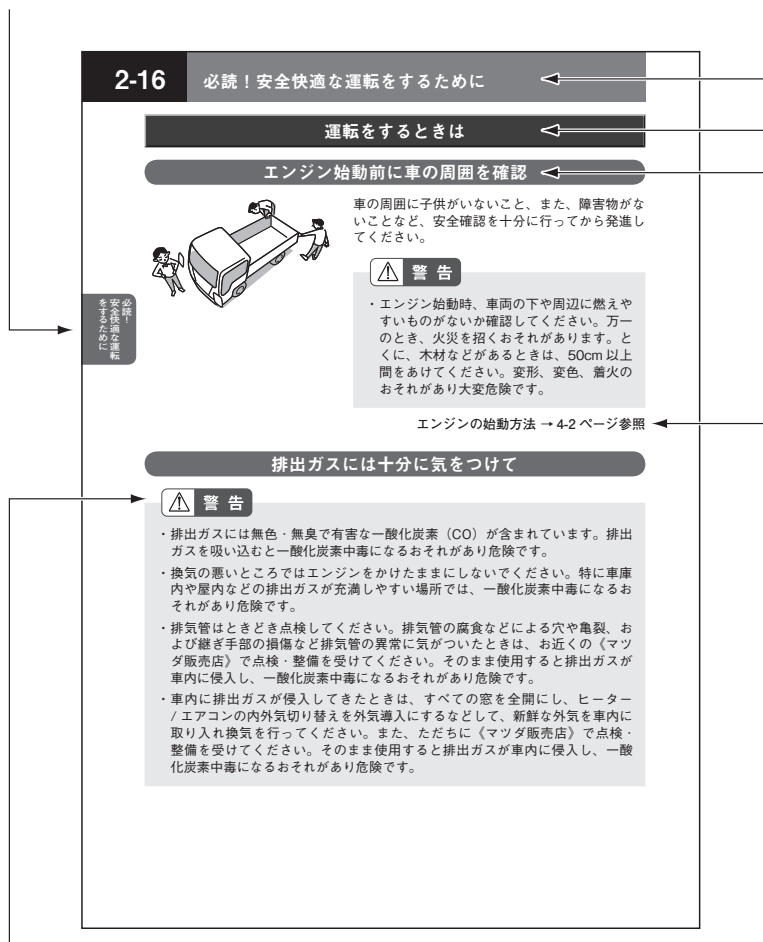 2-16 必読！安全快適な運転をするために
運転をするときは
エンジン始動前に車の周囲を確認
車の周囲に子供がいないこと、また、障害物がな
いことなど、安全確認を十分に行ってから発進し
てください。
警告
・エンジン始動時、車両の下や周辺に燃えや
すいものがないか確認してください。万一
のとき、火災を招くおそれがあります。と
くに、木材などがあるときは、50cm 以上
間をあけてください。変形、変色、着火の
おそれがあり大変危険です。
必読！
安全快適な運転
をするために
エンジンの始動方法 → 4-2 ページ参照
排出ガスには十分に気をつけて
警告
・排出ガスには無色・無臭で有害な一酸化炭素（CO）が含まれています。排出
ガスを吸い込むと一酸化炭素中毒になるおそれがあり危険です。
・換気の悪いところではエンジンをかけたままにしないでください。特に車庫
内や屋内などの排出ガスが充満しやすい場所では、一酸化炭素中毒になるお
それがあり危険です。
・排気管はときどき点検してください。排気管の腐食などによる穴や亀裂、お
よび継ぎ手部の損傷など排気管の異常に気がついたときは、お近くの《マツ
ダ販売店》で点検・整備を受けてください。そのまま使用すると排出ガスが
車内に侵入し、一酸化炭素中毒になるおそれがあり危険です。
・車内に排出ガスが侵入してきたときは、すべての窓を全開にし、ヒーター
/ エアコンの内外気切り替えを外気導入にするなどして、新鮮な外気を車内に
取り入れ換気を行ってください。また、ただちに《マツダ販売店》で点検・
整備を受けてください。そのまま使用すると排出ガスが車内に侵入し、一酸
化炭素中毒になるおそれがあり危険です。